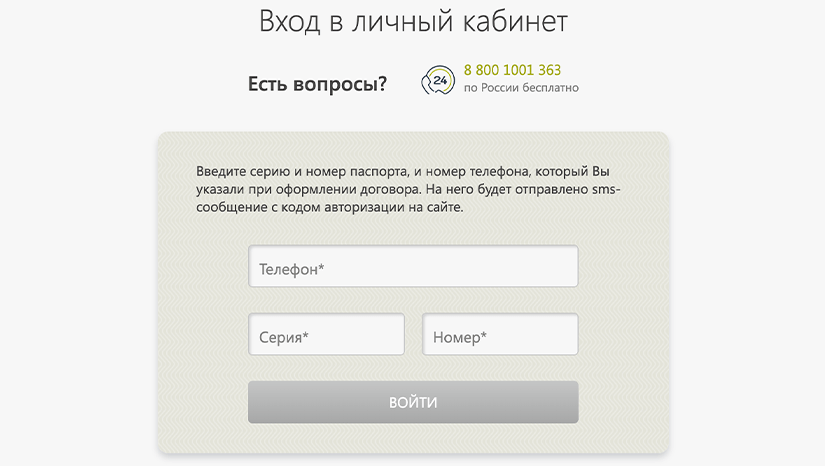 Вход в личный кабинет
Есть вопросы?
24
8 800 1001 363
по России бесплатно
Введите серию и номер паспорта, и номер телефона, который Вы
указали при оформлении договора. На него будет отправлено sms-
сообщение с кодом авторизации на сайте.
Телефон*
Серия* Номер*
ВОЙТИ